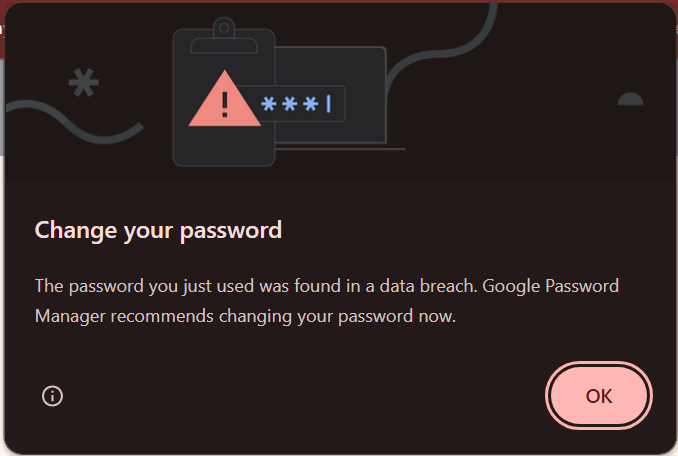 ***|
Change your password
The password you just used was found in a data breach. Google Password
Manager recommends changing your password now.
OK